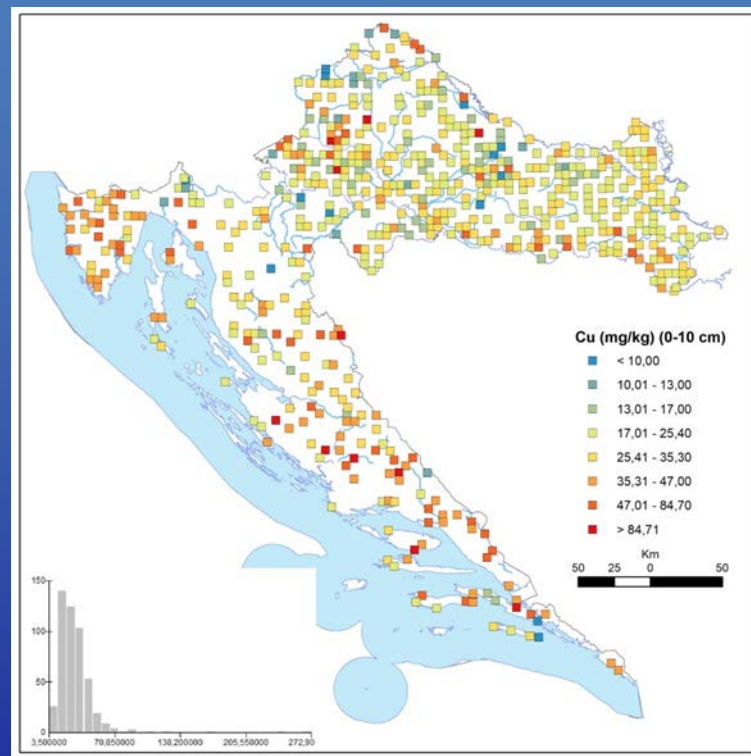 Cu (mg/kg) (0-10 cm)
< 10,00
10,01 - 13,00
13,01 - 17,00
17,01 - 25,40
25,41 - 35,30
35,31 - 47,00
47,01 - 84,70
> 84,71
Km
50 25 0 50
150
100
50
0
3,500000 70,850000 138,200000 205,550000 272,90